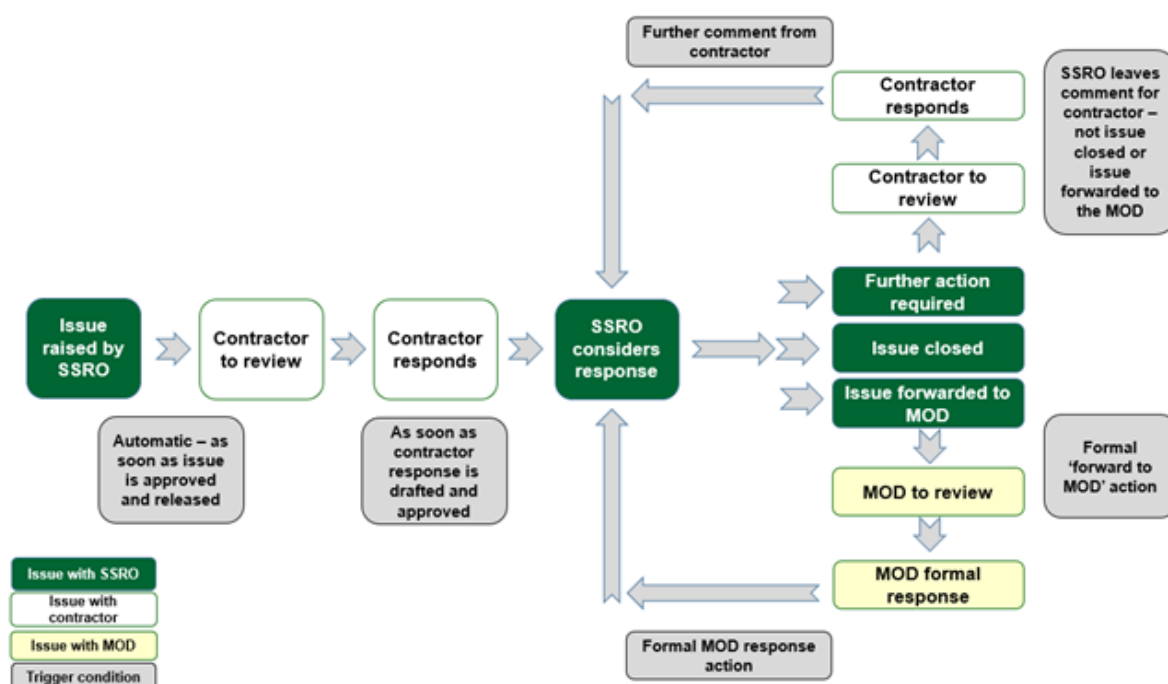 Further comment from
contractor
Contractor
responds
SSRO leaves
comment for
contractor –
not issue
closed or
issue
forwarded to
the MOD
Contractor to
review
Further action
required
Issue
raised by
SSRO
Contractor
to review
Contractor
responds
SSRO
considers
response
Issue closed
Issue forwarded to
MOD
Automatic – as
soon as issue
is approved
and released
As soon as
contractor
response is
drafted and
approved
Formal
‘forward to
MOD’ action
MOD to review
MOD formal
response
Formal MOD response
action
Issue with SSRO
Issue with
contractor
Issue with MOD
Trigger condition